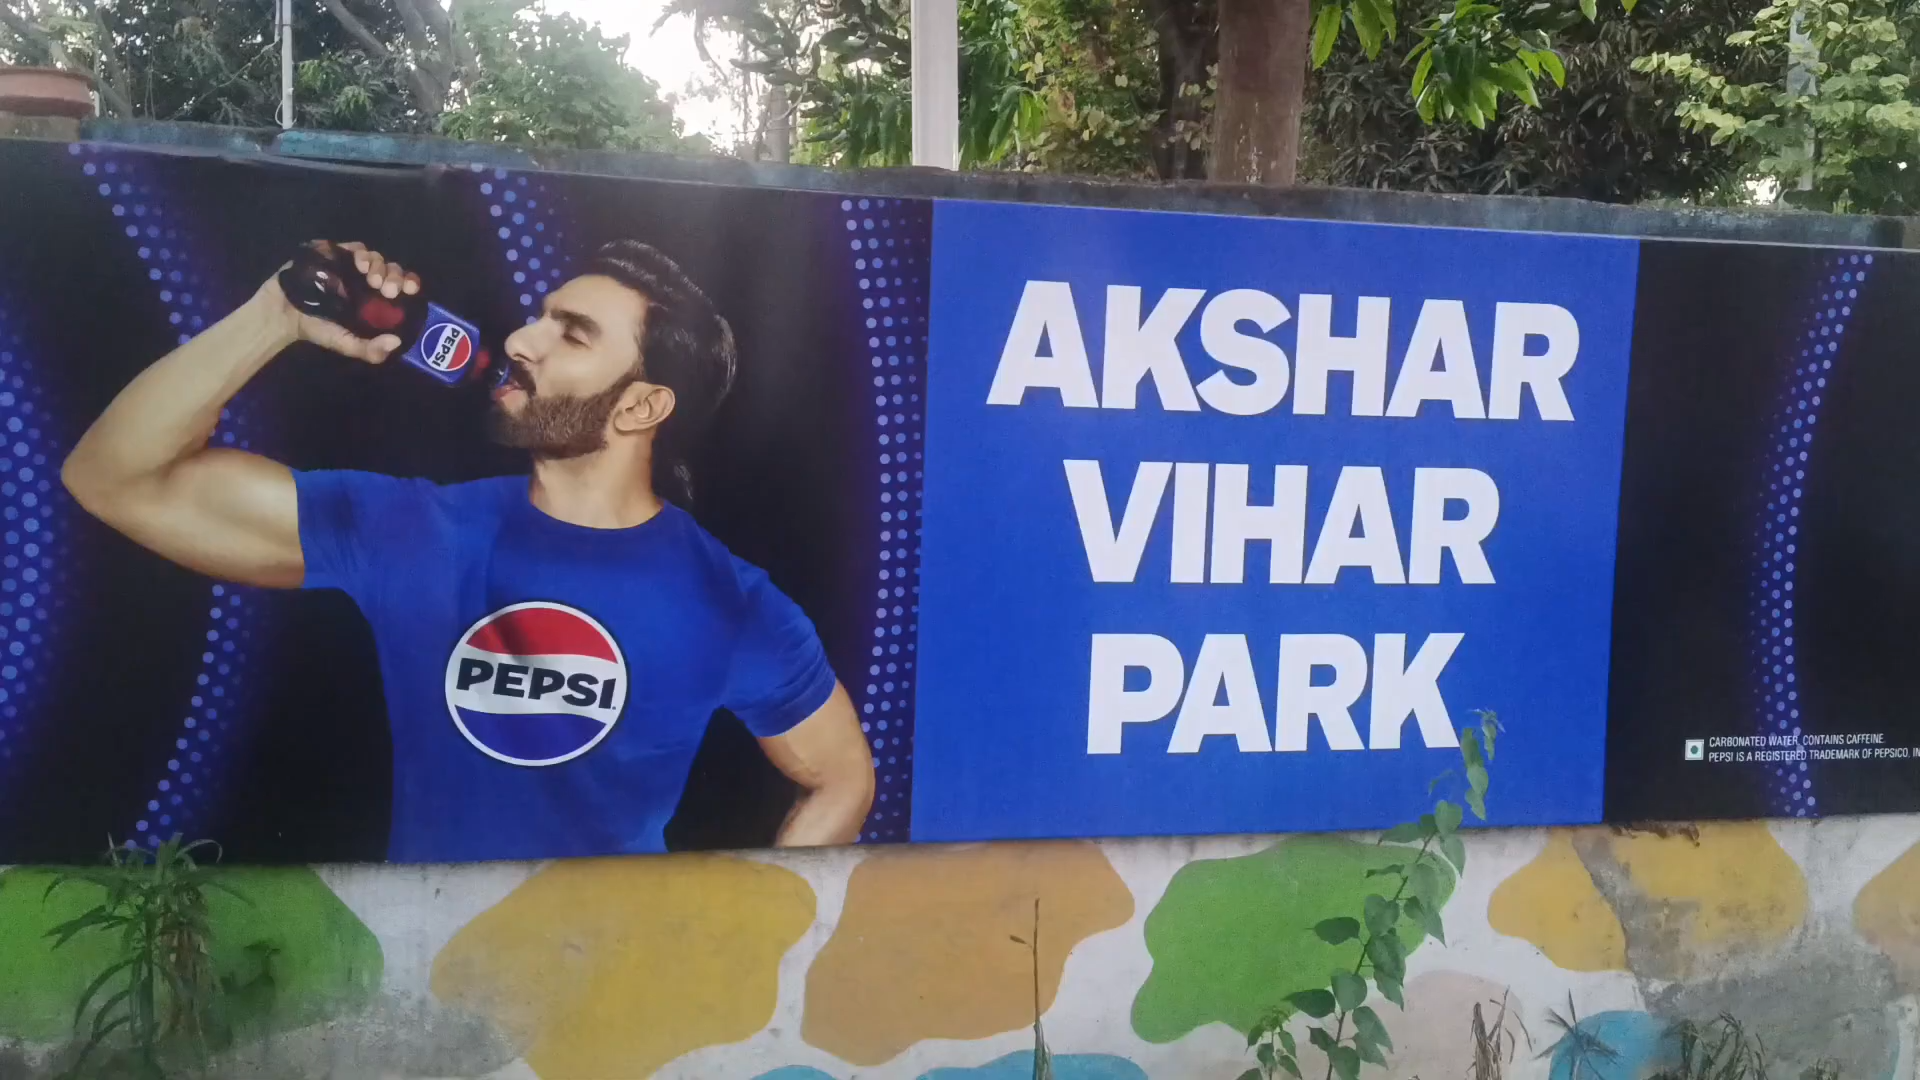 PEPSI
PEPSI
AKSHAR
VIHAR
PARK
CARBONATED WATER. CONTAINS CAFFEINE.
PEPSI IS A REGISTERED TRADEMARK OF PEPSICO. IN